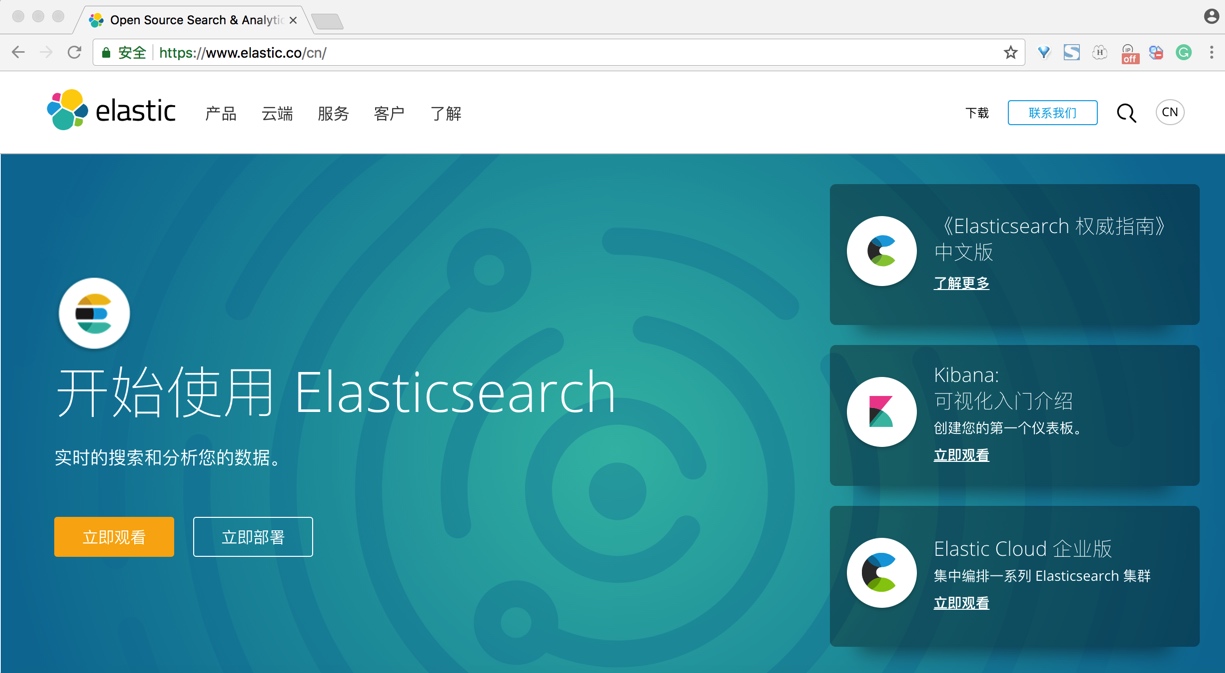 Open Source Search & Analytic
安全 https://www.elastic.co/cn/
H
off
elastic
产品 云端 服务 客户 了解
下载 联系我们 CN
开始使用 Elasticsearch
实时的搜索和分析您的数据。
立即观看 立即部署
《Elasticsearch 权威指南》
中文版
了解更多
Kibana:
可视化入门介绍
创建您的第一个仪表板。
立即观看
Elastic Cloud 企业版
集中编排一系列 Elasticsearch 集群
立即观看